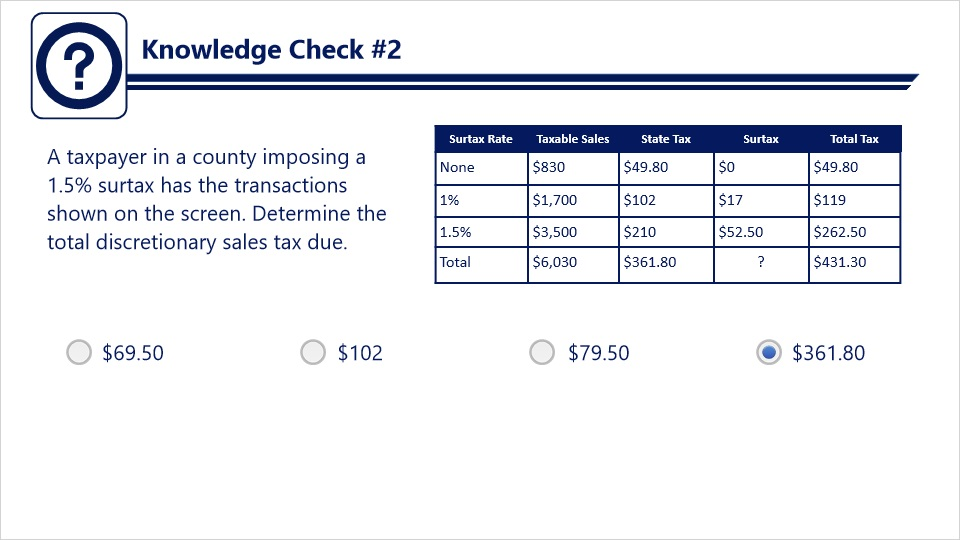 ?
Knowledge Check #2
A taxpayer in a county imposing a
1.5% surtax has the transactions
shown on the screen. Determine the
total discretionary sales tax due.
Surtax Rate Taxable Sales State Tax Surtax Total Tax
None $830 $49.80 $0 $49.80
1% $1,700 $102 $17 $119
1.5% $3,500 $210 $52.50 $262.50
Total $6,030 $361.80 ? $431.30
$69.50 $102 $79.50 $361.80